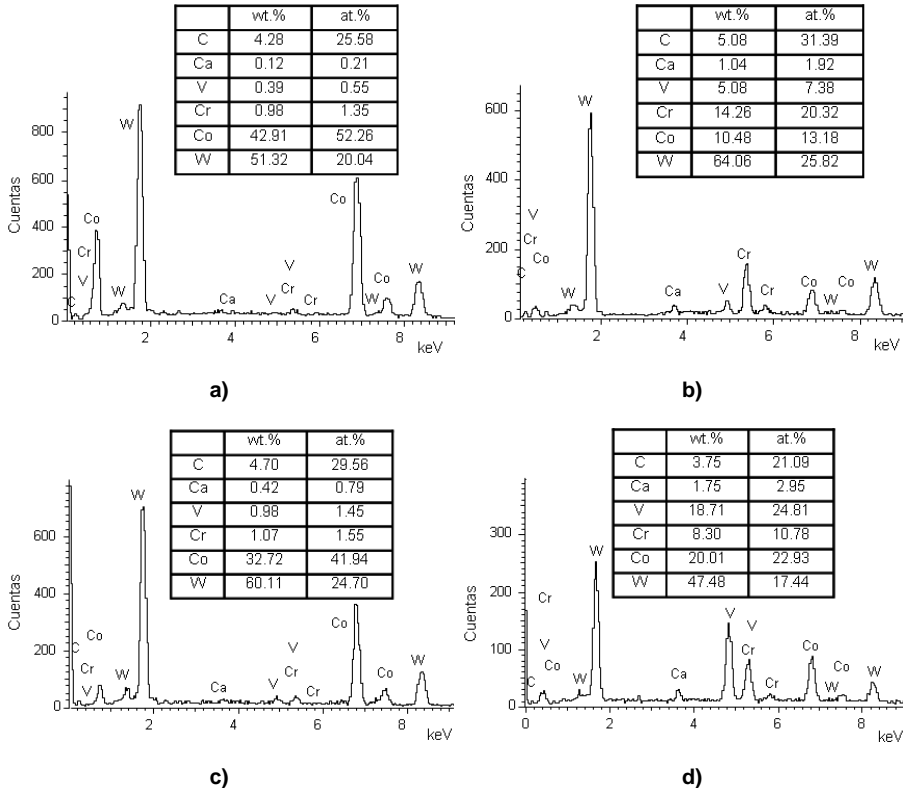 wt.% at.%
C 4.28 25.58
Ca 0.12 0.21
V 0.39 0.55
Cr 0.98 1.35
Co 42.91 52.26
W 51.32 20.04
Cuentas
800
600
400
200
0
W
Co
Cr
V
C
W
Ca
V
V
Cr
Cr
Co
W
Co
W
2 4 6 8
keV
a)
wt.% at.%
C 5.08 31.39
Ca 1.04 1.92
V 5.08 7.38
Cr 14.26 20.32
Co 10.48 13.18
W 64.06 25.82
Cuentas
600
400
200
0
W
V
Cr
Co
C
W
Ca
V
Cr
Cr
Co
W
Co
W
2 4 6 8
keV
b)
wt.% at.%
C 4.70 29.56
Ca 0.42 0.79
V 0.98 1.45
Cr 1.07 1.55
Co 32.72 41.94
W 60.11 24.70
Cuentas
600
400
200
0
W
Co
C
Cr
V
W
Ca
V
V
Cr
Cr
Co
Co
W
2 4 6 8
keV
c)
wt.% at.%
C 3.75 21.09
Ca 1.75 2.95
V 18.71 24.81
Cr 8.30 10.78
Co 20.01 22.93
W 47.48 17.44
Cuentas
300
200
100
0
W
Cr
V
Co
C
W
Ca
V
V
Cr
Cr
Co
Co
W
W
0 2 4 6 8
keV
d)